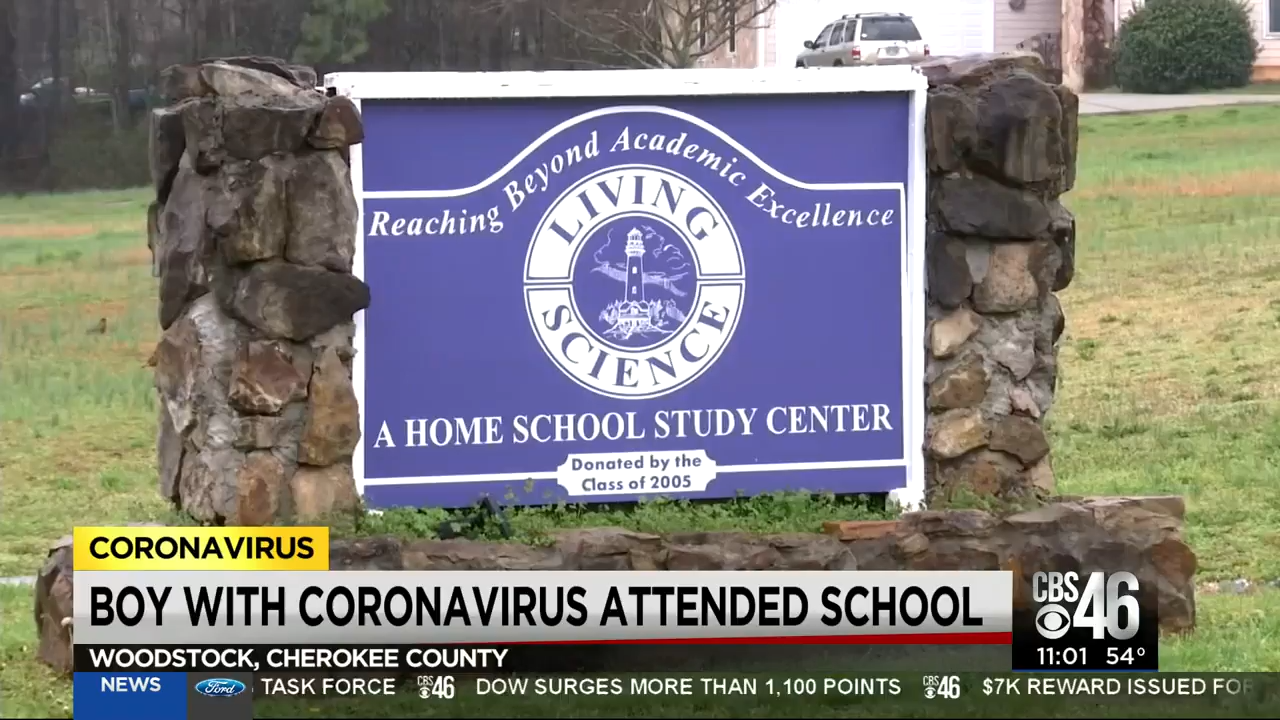 Reaching Beyond Academic Excellence
LIVING
SCIENCE
A HOME SCHOOL STUDY CENTER
Donated by the
Class of 2005
CORONAVIRUS
BOY WITH CORONAVIRUS ATTENDED SCHOOL
WOODSTOCK, CHEROKEE COUNTY
CBS 46
11:01 54°
NEWS Ford TASK FORCE CBS 46 DOW SURGES MORE THAN 1,100 POINTS CBS 46 $7K REWARD ISSUED FO